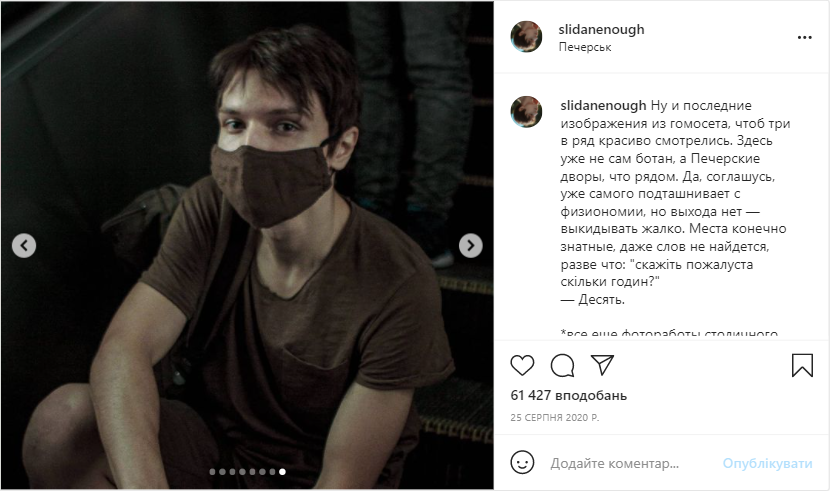 slidanenough
Печерськ
slidanenough Ну и последние
изображения из гомосета, чтоб три
в ряд красиво смотрелись. Здесь
уже не сам ботан, а Печерские
дворы, что рядом. Да, соглашусь,
уже самого подташнивает с
физиономии, но выхода нет —
выкидывать жалко. Места конечно
знатные, даже слов не найдется,
разве что: "скажіть пожалуста
скільки годин?"
— Десять.
*все еще фотоработы столичного
61 427 вподобань
25 СЕРПНЯ 2020 Р.
Додайте коментар...
Опублікувати